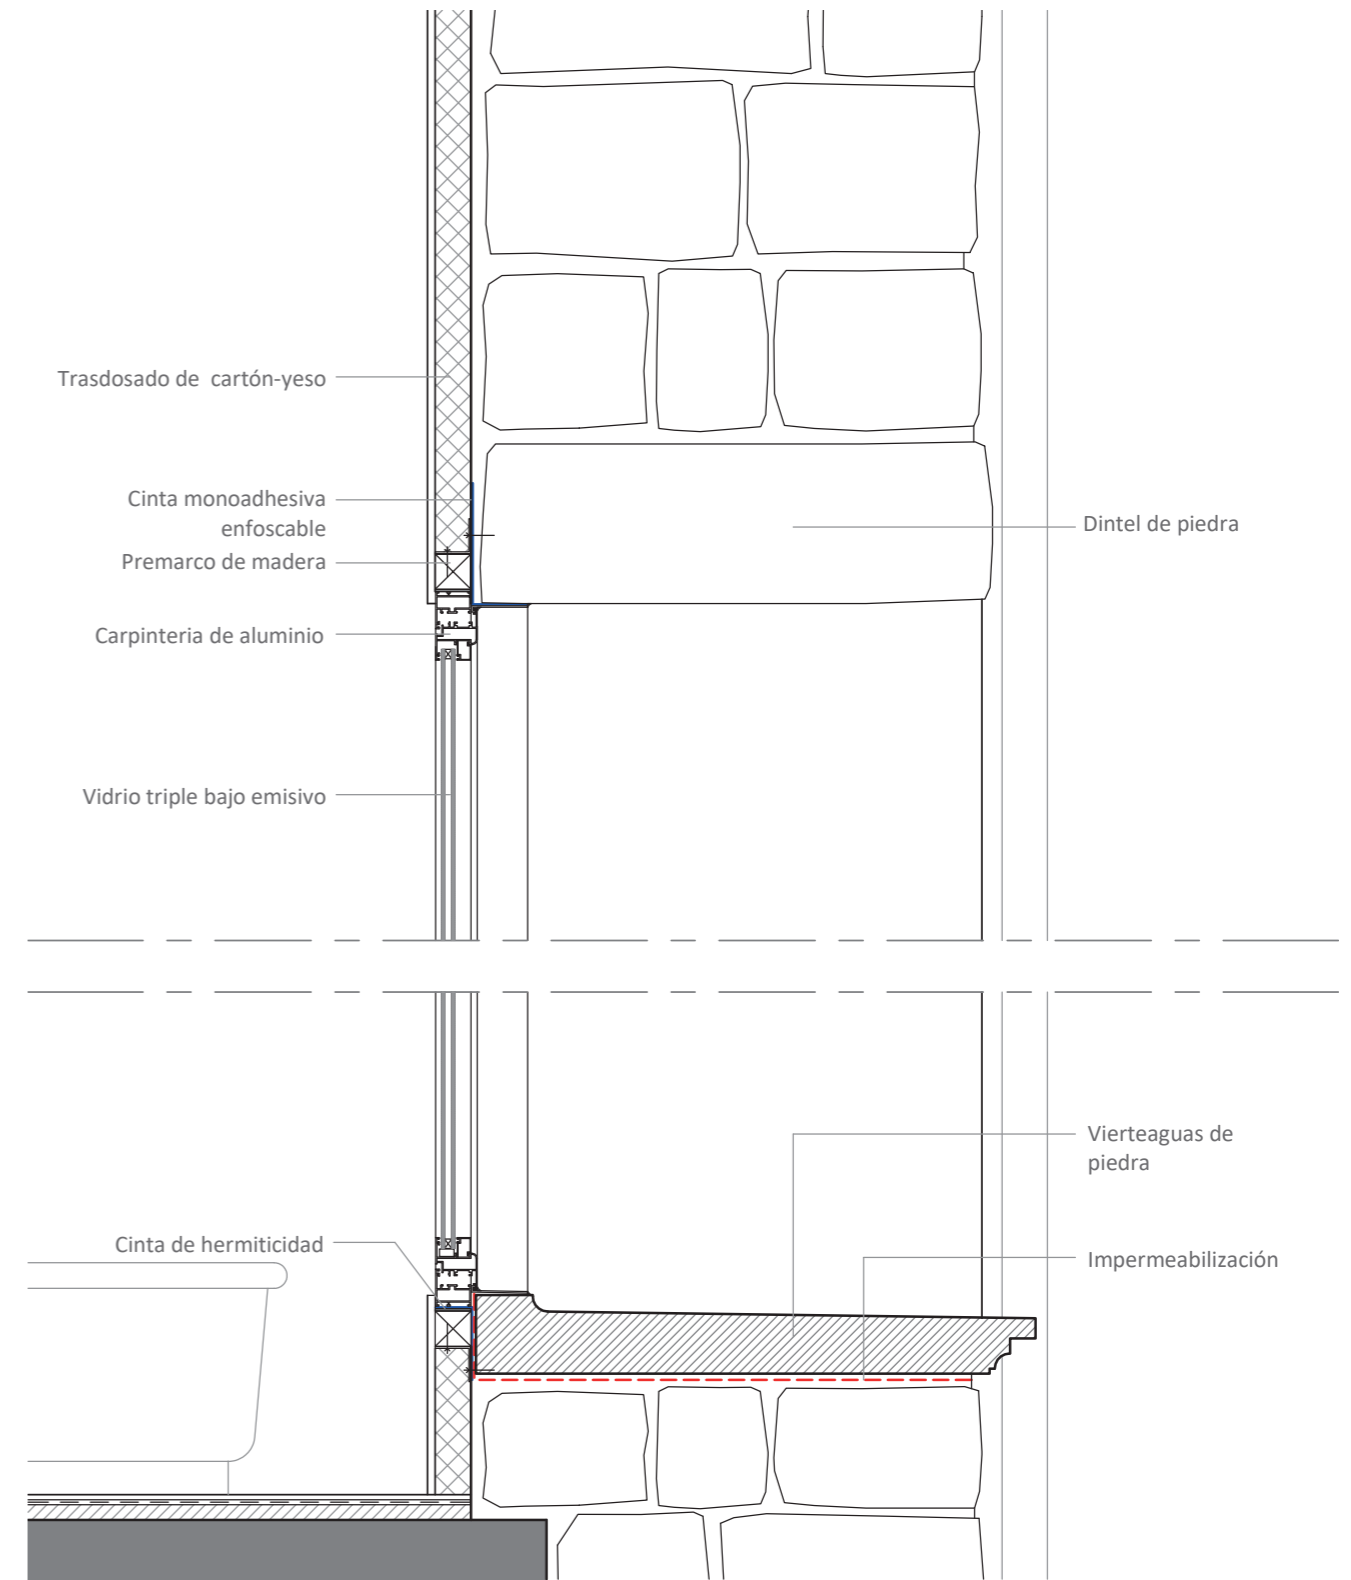 Trasdosado de cartón-yeso
Cinta monoadhesiva
enfoscable
Dintel de piedra
Premarco de madera
Carpinteria de aluminio
Vidrio triple bajo emisivo
Vierteaguas de
piedra
Cinta de hermiticidad
Impermeabilización